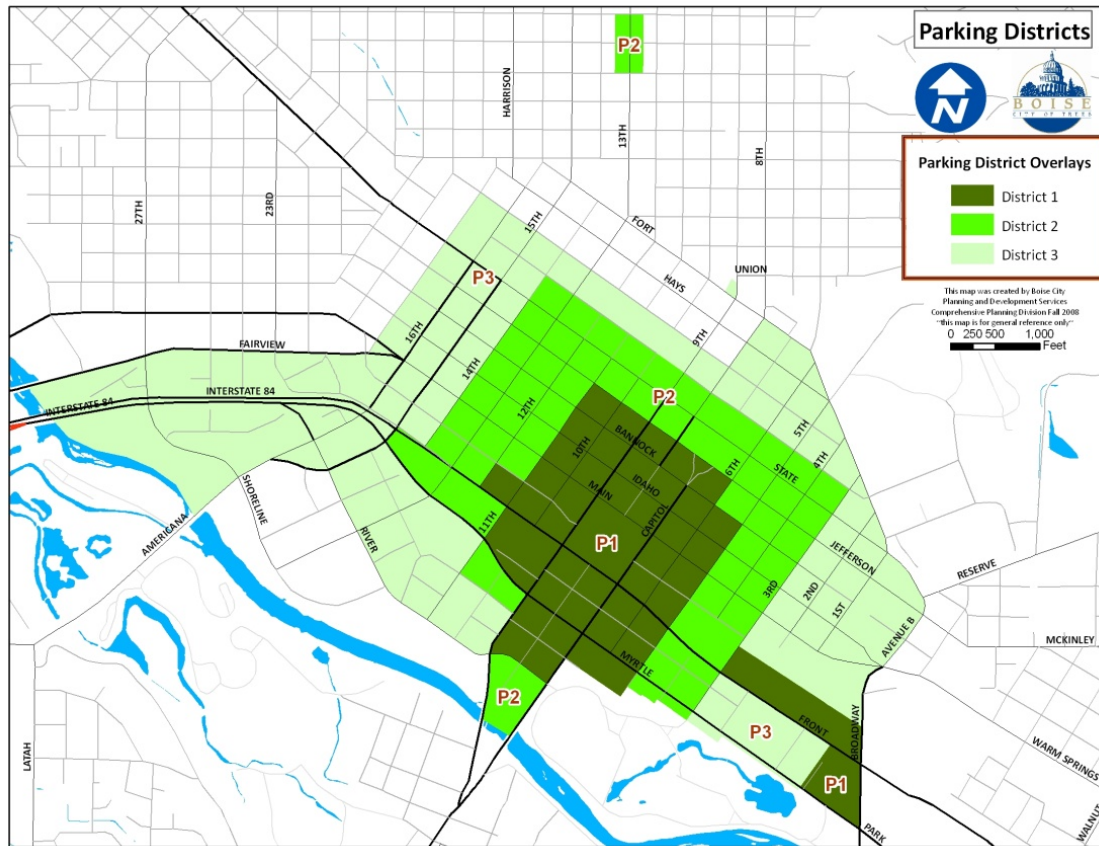 Parking Districts
N
BOISE
CITY OF TREES
Parking District Overlays
District 1
District 2
District 3
This map was created by Boise City
Planning and Development Services
Comprehensive Planning Division Fall 2008
"this map is for general reference only"
0 250 500 1,000
Feet
P2
HARRISON
13TH
8TH
27TH
23RD
15TH
FORT
HAYS
UNION
P3
16TH
9TH
FAIRVIEW
14TH
INTERSTATE 84
INTERSTATE 84
P2
12TH
5TH
4TH
BANNOCK
10TH
6TH
STATE
IDAHO
MAIN
CAPITOL
SHORELINE
AMERICANA
11TH
RIVER
P1
JEFFERSON
RESERVE
3RD
2ND
1ST
AVENUE B
MCKINLEY
MYRTLE
P2
FRONT
P3
BROADWAY
WARM SPRINGS
LATAH
P1
WALNUT
PARK